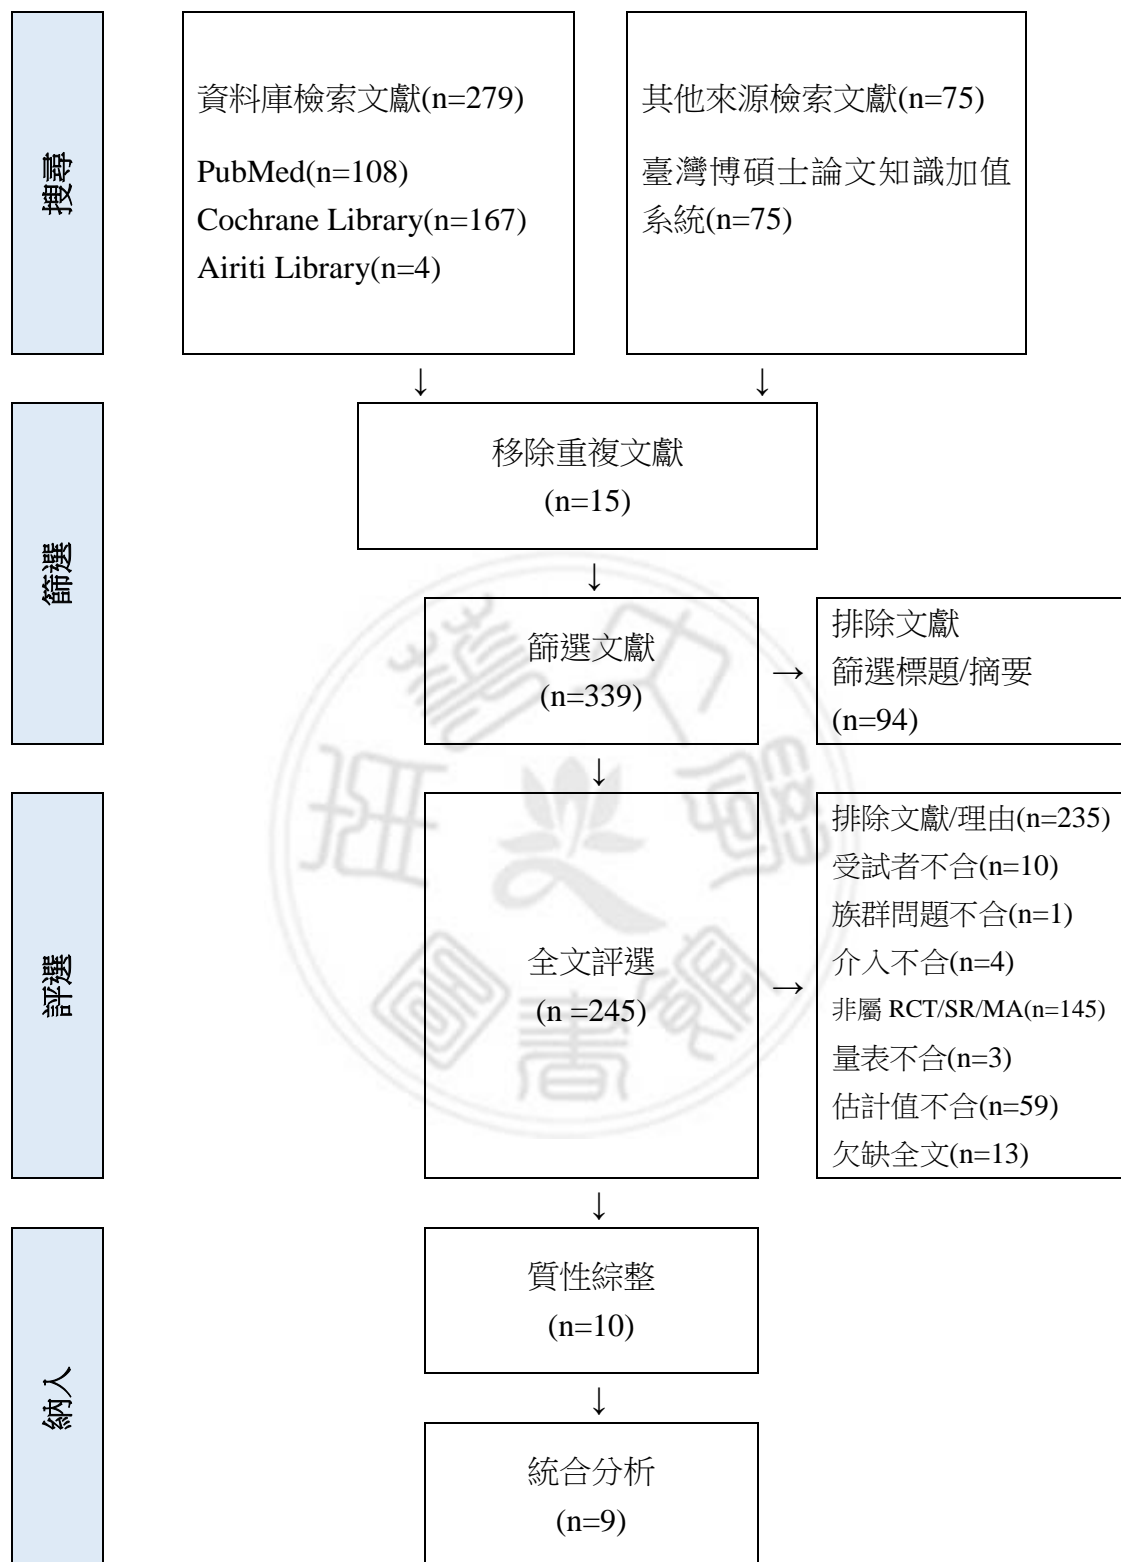 搜尋
資料庫檢索文獻(n=279)
PubMed(n=108)
Cochrane Library(n=167)
Airiti Library(n=4)
其他來源檢索文獻(n=75)
臺灣博碩士論文知識加值
系統(n=75)
↓
↓
篩選
移除重複文獻
(n=15)
↓
篩選文獻
(n=339)
→
排除文獻
篩選標題/摘要
(n=94)
↓
評選
全文評選
(n =245)
→
排除文獻/理由(n=235)
受試者不合(n=10)
族群問題不合(n=1)
介入不合(n=4)
非屬 RCT/SR/MA(n=145)
量表不合(n=3)
估計值不合(n=59)
欠缺全文(n=13)
↓
納入
質性綜整
(n=10)
↓
統合分析
(n=9)